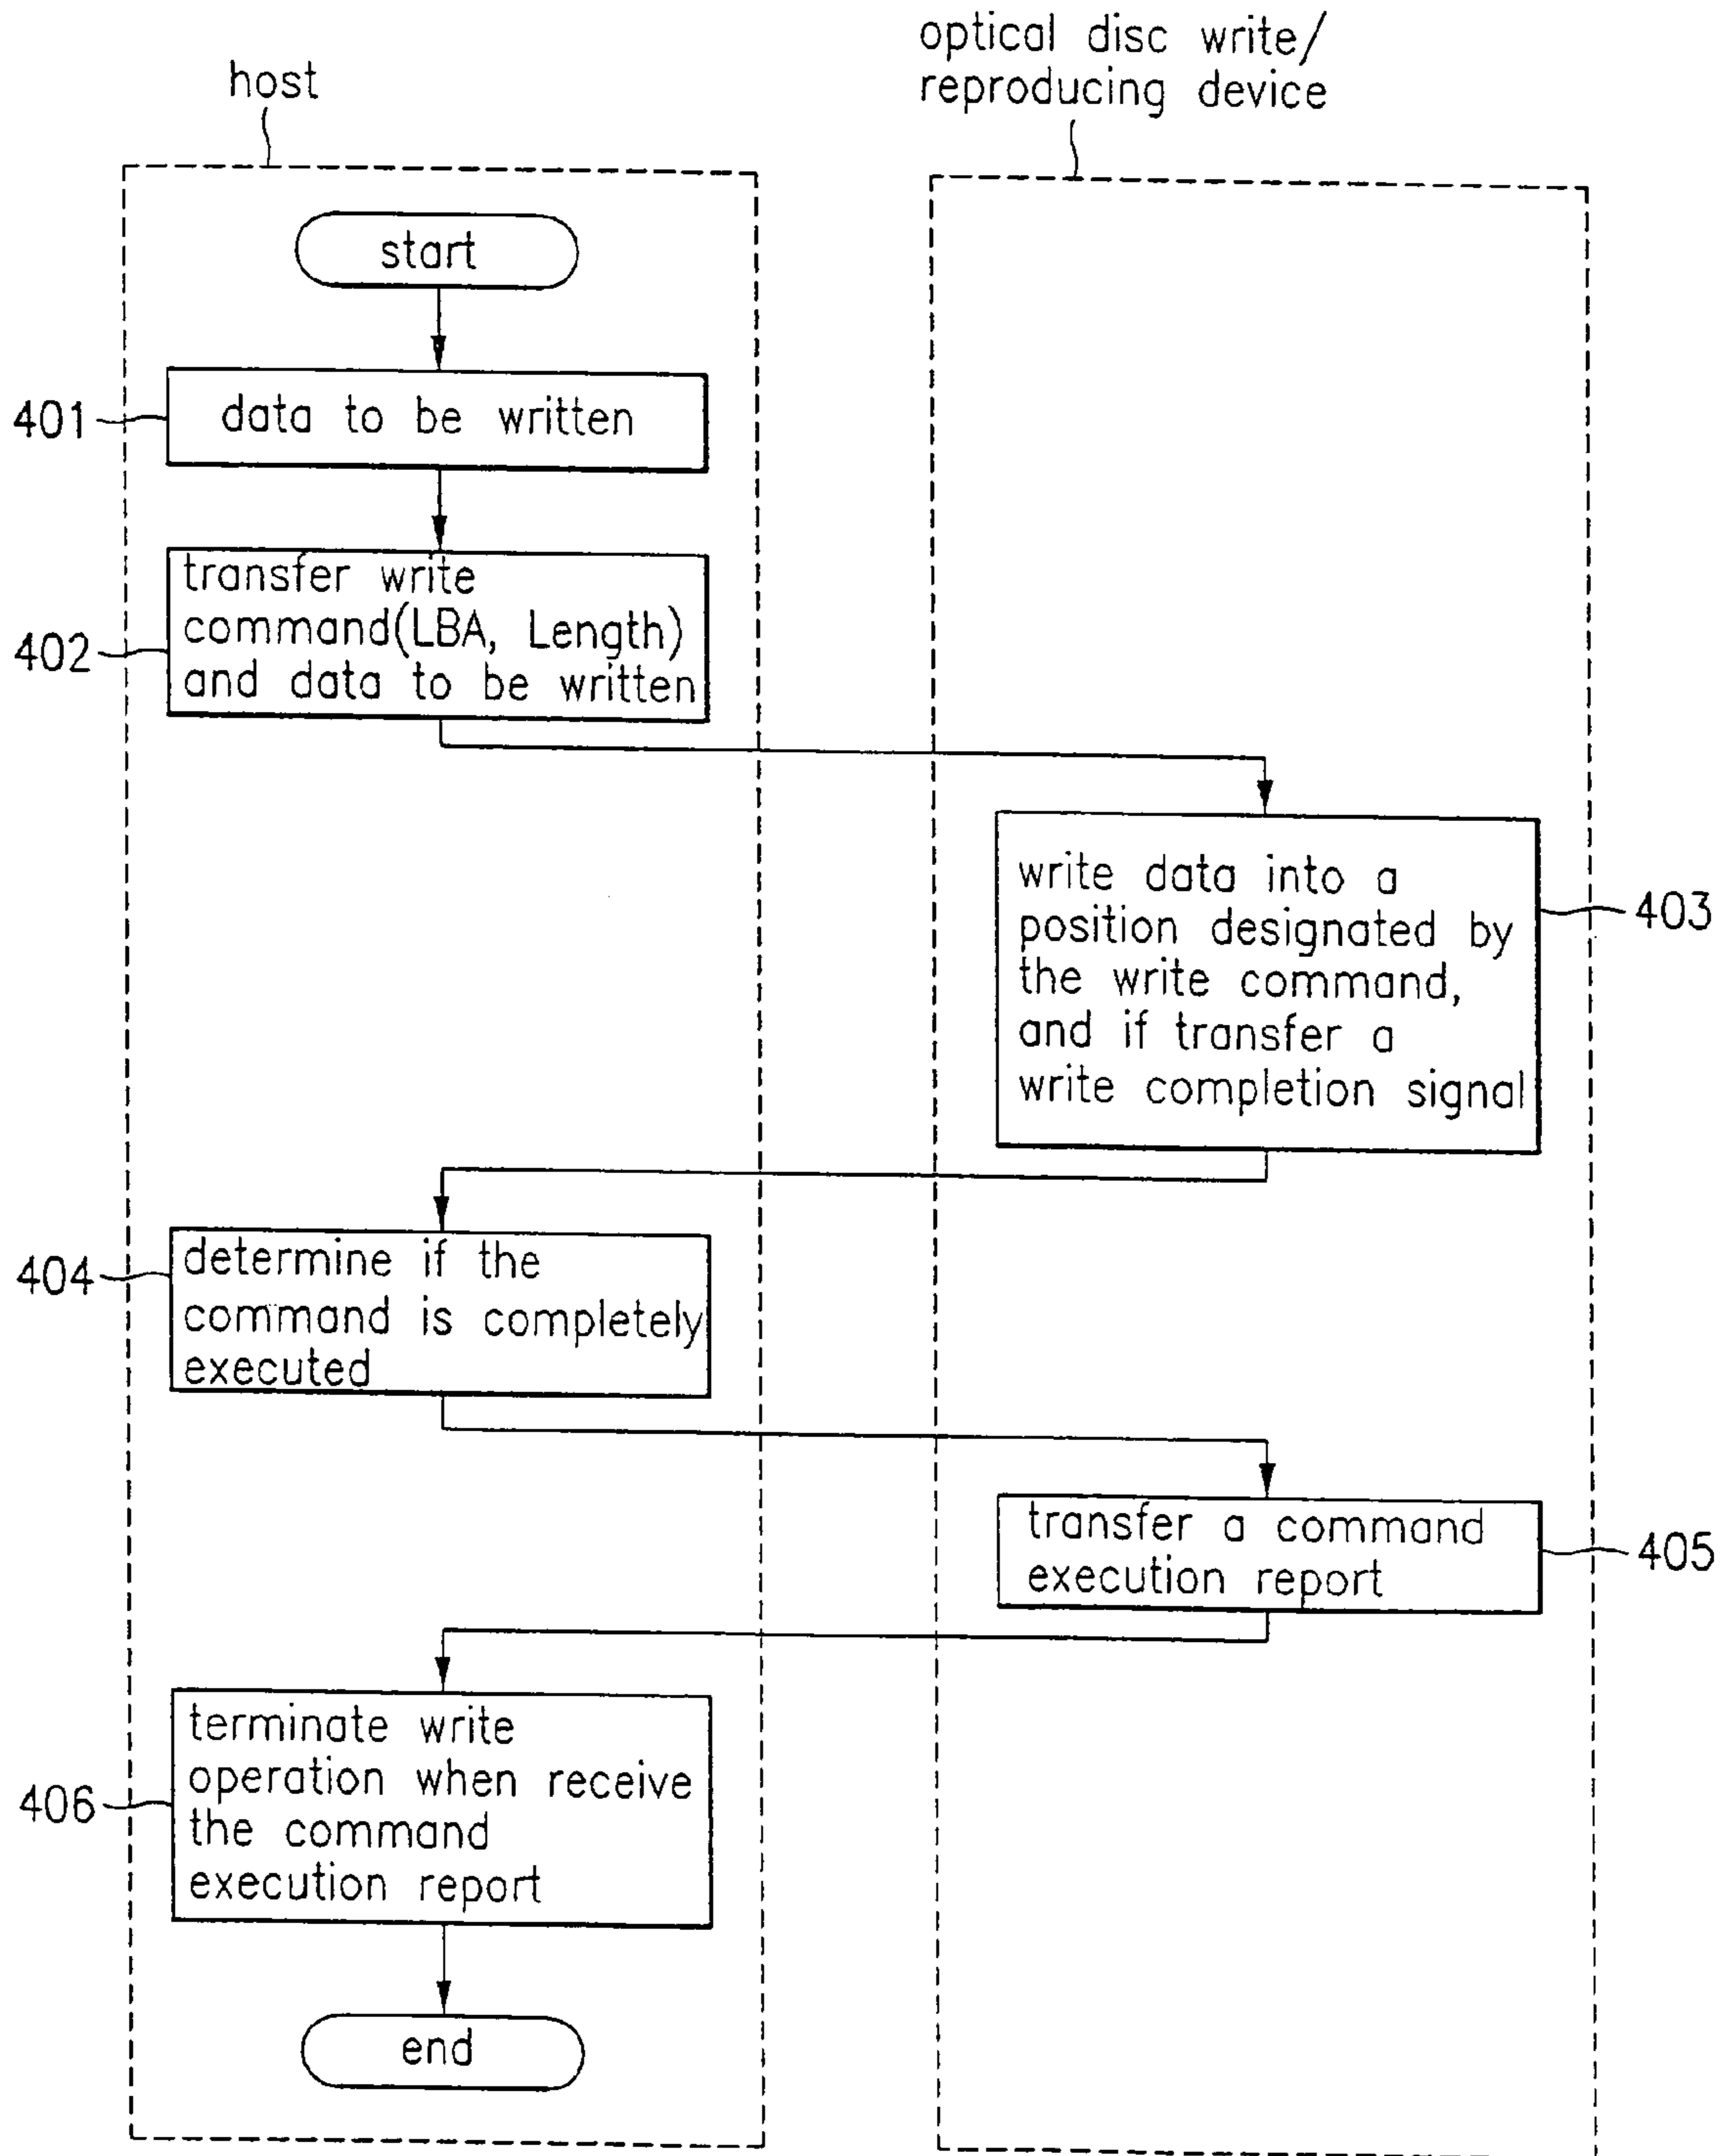 optical disc write/
reproducing device
host
start
401
data to be written
402
transfer write
command(LBA, Length)
and data to be written
403
write data into a
position designated by
the write command,
and if transfer a
write completion signal
404
determine if the
command is completely
executed
405
transfer a command
execution report
406
terminate write
operation when receive
the command
execution report
end